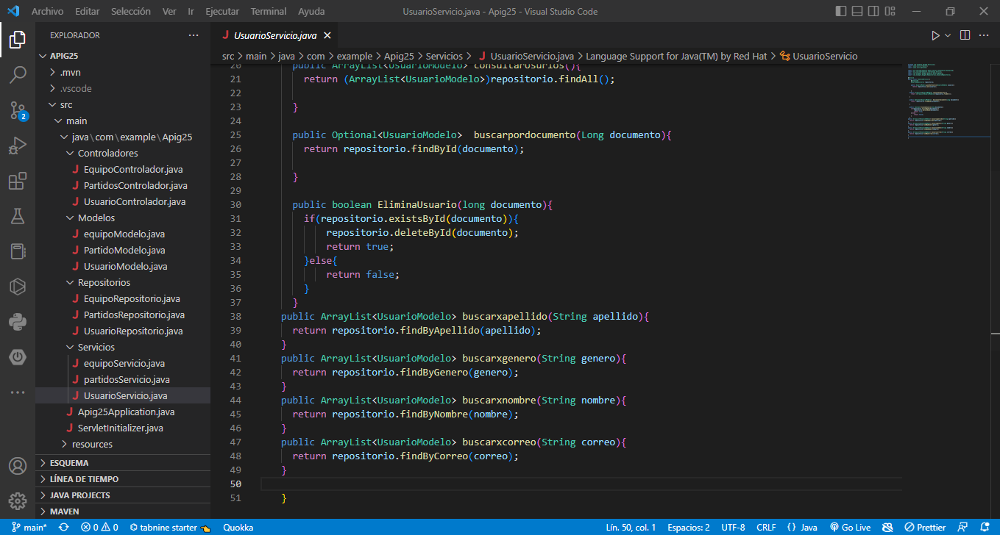 Archivo Editar Selección Ver Ir Ejecutar Terminal Ayuda UsuarioServicio.java - Apig25 - Visual Studio Code
EXPLORADOR
APIG25
.mvn
.vscode
src
main
java\com\example\Apig25
Controladores
EquipoControlador.java
PartidosControlador.java
UsuarioControlador.java
Modelos
equipoModelo.java
PartidoModelo.java
UsuarioModelo.java
Repositorios
EquipoRepositorio.java
PartidosRepositorio.java
UsuarioRepositorio.java
Servicios
equipoServicio.java
partidosServicio.java
UsuarioServicio.java
Apig25Application.java
ServletInitializer.java
resources
ESQUEMA
LÍNEA DE TIEMPO
JAVA PROJECTS
MAVEN
2
UsuarioServicio.java
src > main > java > com > example > Apig25 > Servicios > UsuarioServicio.java > Language Support for Java(TM) by Red Hat > UsuarioServicio
20 public ArrayList<UsuarioModelo> consultarUsurios(){
21 return (ArrayList<UsuarioModelo>)repositorio.findAll();
22
23 }
24
25 public Optional<UsuarioModelo> buscarpordocumento(Long documento){
26 return repositorio.findById(documento);
27
28 }
29
30 public boolean EliminaUsuario(long documento){
31 if(repositorio.existsById(documento)){
32 repositorio.deleteById(documento);
33 return true;
34 }else{
35 return false;
36 }
37 }
38 public ArrayList<UsuarioModelo> buscarxapellido(String apellido){
39 return repositorio.findByApellido(apellido);
40 }
41 public ArrayList<UsuarioModelo> buscarxgenero(String genero){
42 return repositorio.findByGenero(genero);
43 }
44 public ArrayList<UsuarioModelo> buscarxnombre(String nombre){
45 return repositorio.findByNombre(nombre);
46 }
47 public ArrayList<UsuarioModelo> buscarxcorreo(String correo){
48 return repositorio.findByCorreo(correo);
49 }
50
51 }
main* 0 0 tabnine starter Quokka Lín. 50, col. 1 Espacios: 2 UTF-8 CRLF {} Java Go Live Prettier